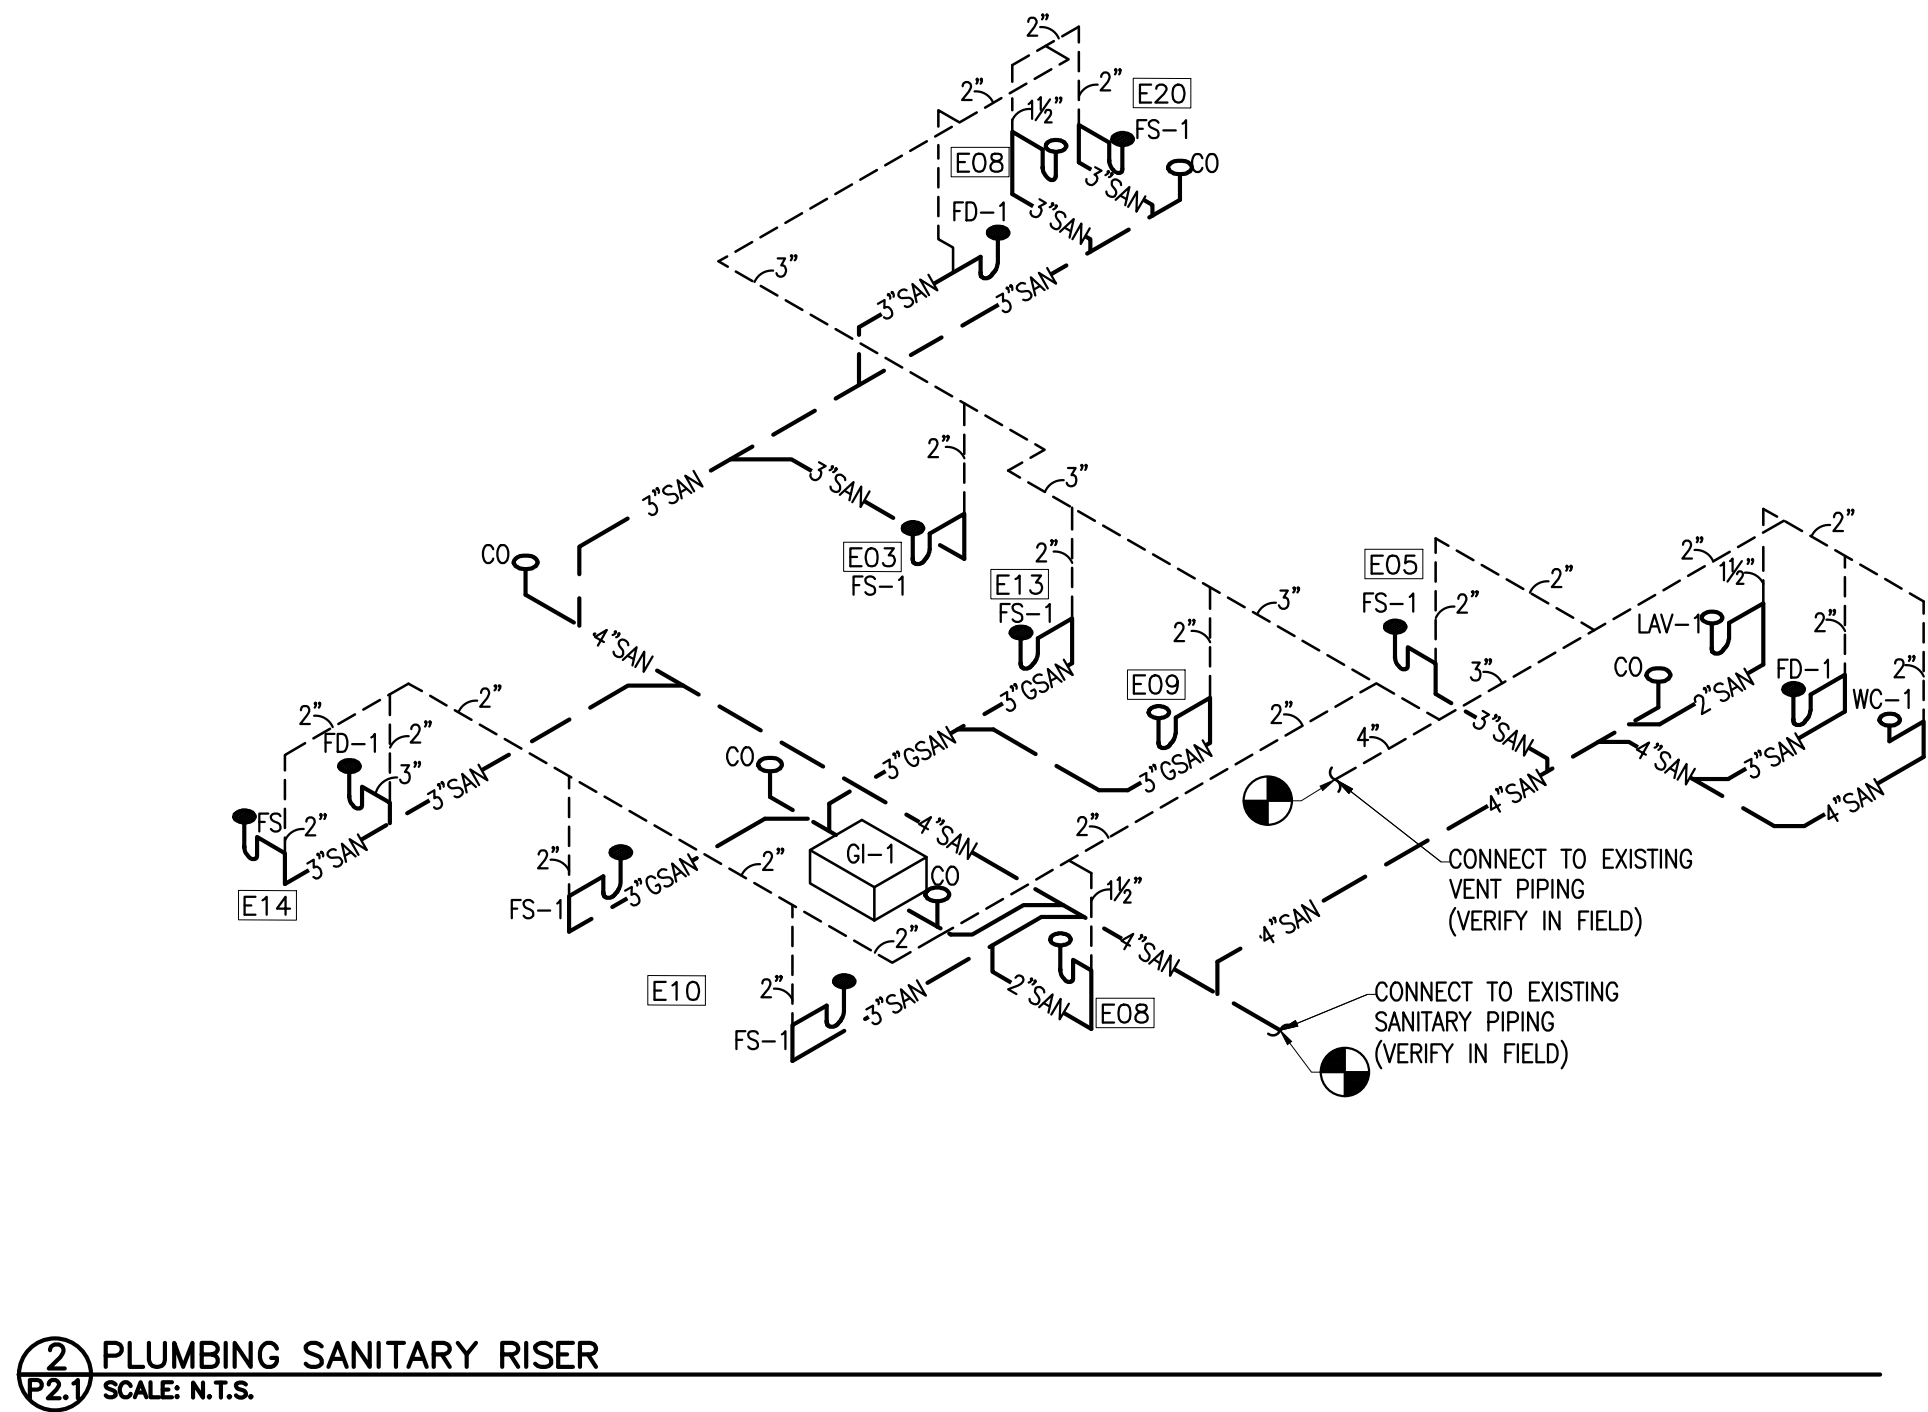 2”
2”
2”
E20
1½”
FS-1
E08
CO
3”SAN
FD-1
3”SAN
3”
3”SAN
3”SAN
2”
3”SAN
3”SAN
3”
CO
E03
FS-1
2”
E13
FS-1
3”
E05
FS-1
2”
2”
2”
2”
1½”
LAV-1
2”
2”
4”SAN
3”GSAN
E09
2”
CO
FD-1
2”
WC-1
3”
2”SAN
2”
2”
2”
FD-1
2”
3”
3”SAN
CO
3”GSAN
3”GSAN
4”
3”SAN
4”SAN
3”SAN
4”SAN
4”SAN
FS
2”
3”SAN
E14
2”
3”GSAN
FS-1
2”
GI-1
CO
4”SAN
2”
1½”
CONNECT TO EXISTING
VENT PIPING
(VERIFY IN FIELD)
2”
4”SAN
4”SAN
E10
2”
FS-1
3”SAN
2”SAN
E08
CONNECT TO EXISTING
SANITARY PIPING
(VERIFY IN FIELD)
2
P2.1
PLUMBING SANITARY RISER
SCALE: N.T.S.